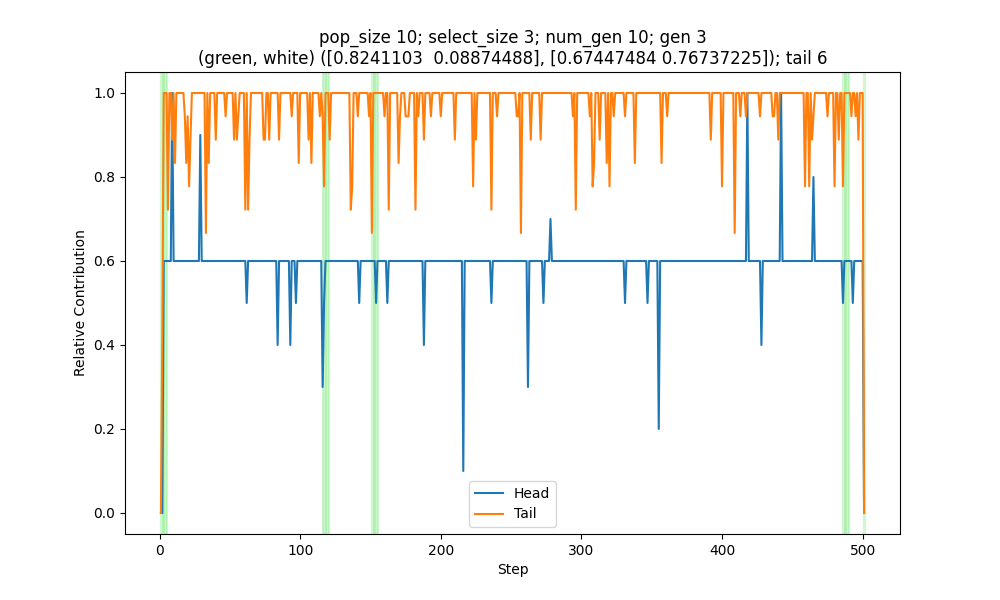 pop_size 10; select_size 3; num_gen 10; gen 3
(green, white) ([0.8241103  0.08874488], [0.67447484 0.76737225]); tail 6
1.0
0.8
0.6
0.4
0.2
0.0
Relative Contribution
Head
Tail
0
100
200
300
400
500
Step